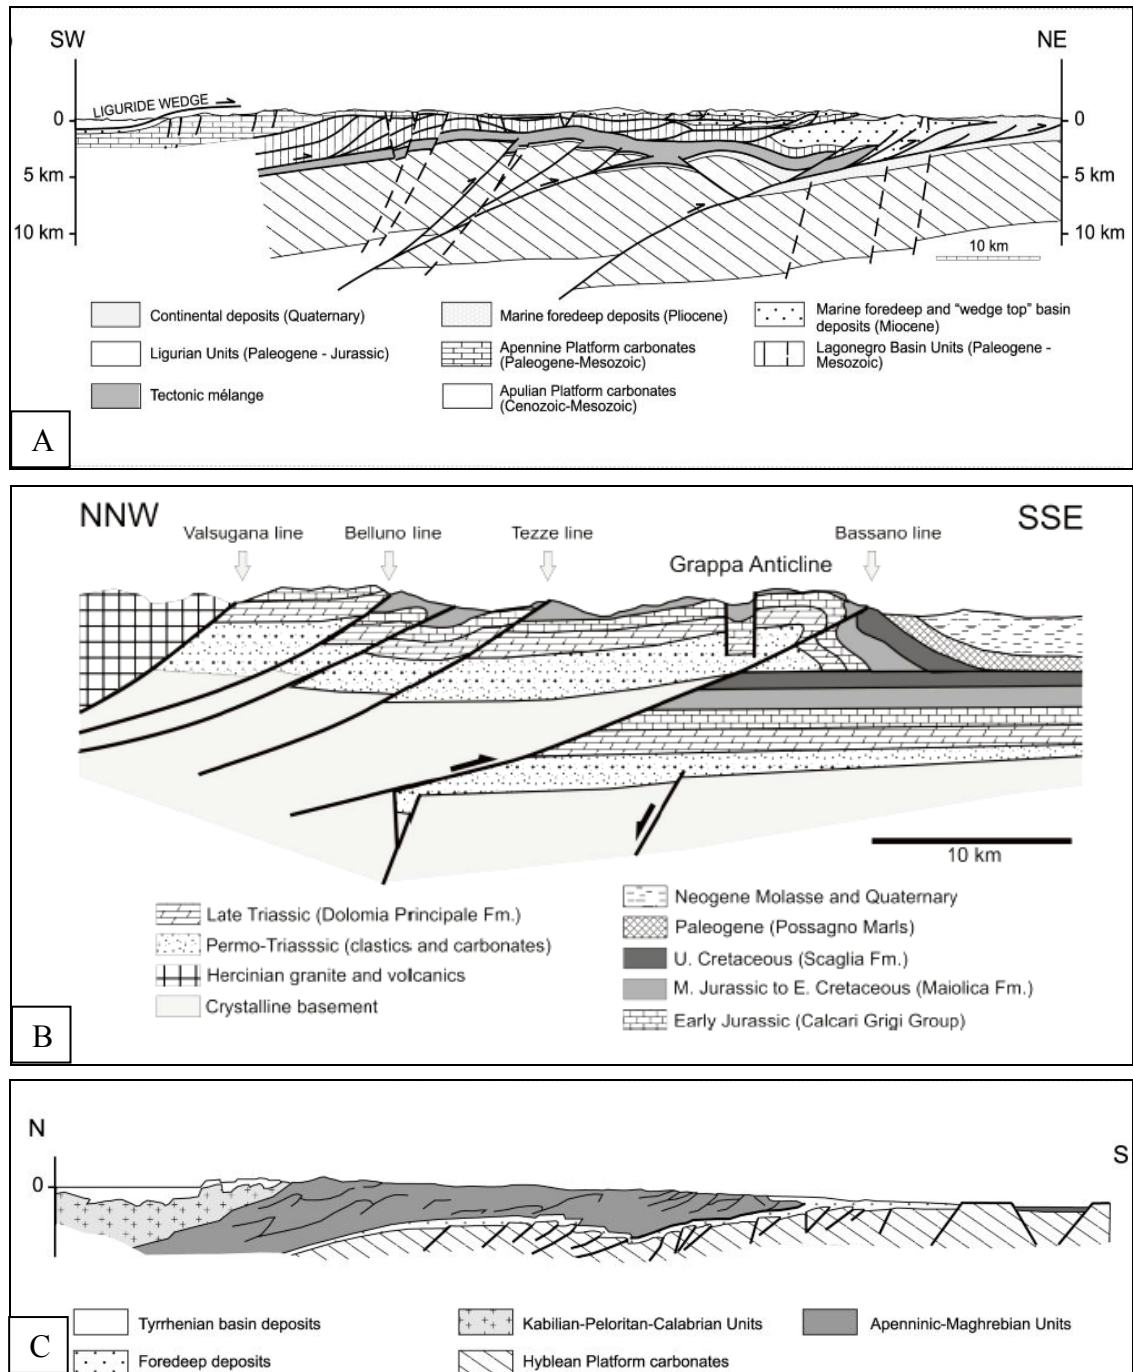 SW
NE
LIGURIDE WEDGE
0
0
5 km
5 km
10 km
10 km
10 km
Continental deposits (Quaternary)
Marine foredeep deposits (Pliocene)
Marine foredeep and “wedge top” basin
deposits (Miocene)
Ligurian Units (Paleogene - Jurassic)
Apennine Platform carbonates
(Paleogene-Mesozoic)
Lagonegro Basin Units (Paleogene -
Mesozoic)
Tectonic mélange
Apulian Platform carbonates
(Cenozoic-Mesozoic)
A
NNW
SSE
Valsugana line
Belluno line
Tezze line
Bassano line
Grappa Anticline
10 km
Late Triassic (Dolomia Principale Fm.)
Permo-Triasssic (clastics and carbonates)
Hercinian granite and volcanics
Crystalline basement
Neogene Molasse and Quaternary
Paleogene (Possagno Marls)
U. Cretaceous (Scaglia Fm.)
M. Jurassic to E. Cretaceous (Maiolica Fm.)
Early Jurassic (Calcari Grigi Group)
B
N
S
0
Tyrrhenian basin deposits
Kabilian-Peloritan-Calabrian Units
Apenninic-Maghrebian Units
Foredeep deposits
Hyblean Platform carbonates
C